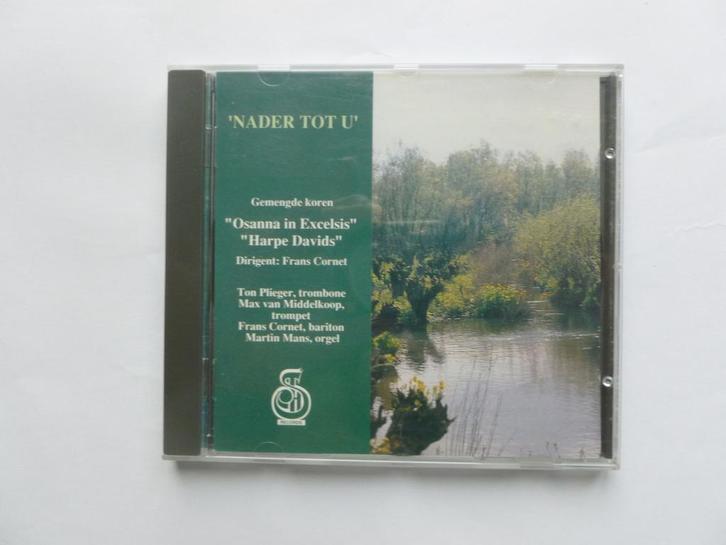 'NADER TOT U'
Gemengde koren
"Osanna in Excelsis"
"Harpe Davids"
Dirigent: Frans Cornet
Ton Plieger, trombone
Max van Middelkoop,
trompet
Frans Cornet, bariton
Martin Mans, orgel
RECORDS